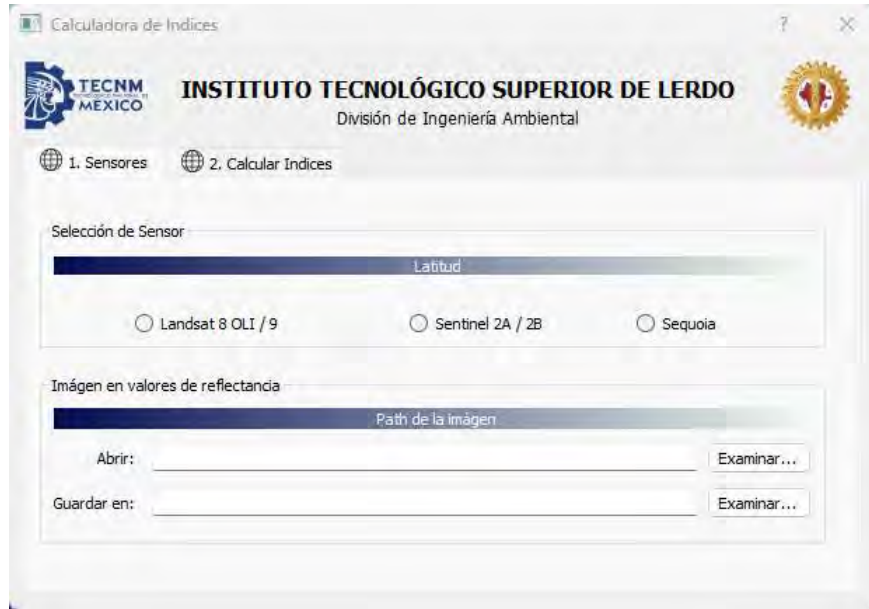 Calculadora de Indices ?
TECNM
MÉXICO
INSTITUTO TECNOLÓGICO SUPERIOR DE LERDO
División de Ingeniería Ambiental
1. Sensores 2. Calcular Indices
Selección de Sensor
Latitud
Landsat 8 OLI / 9 Sentinel 2A / 2B Sequoia
Imágen en valores de reflectancia
Path de la imágen
Abrir: Examinar...
Guardar en: Examinar...